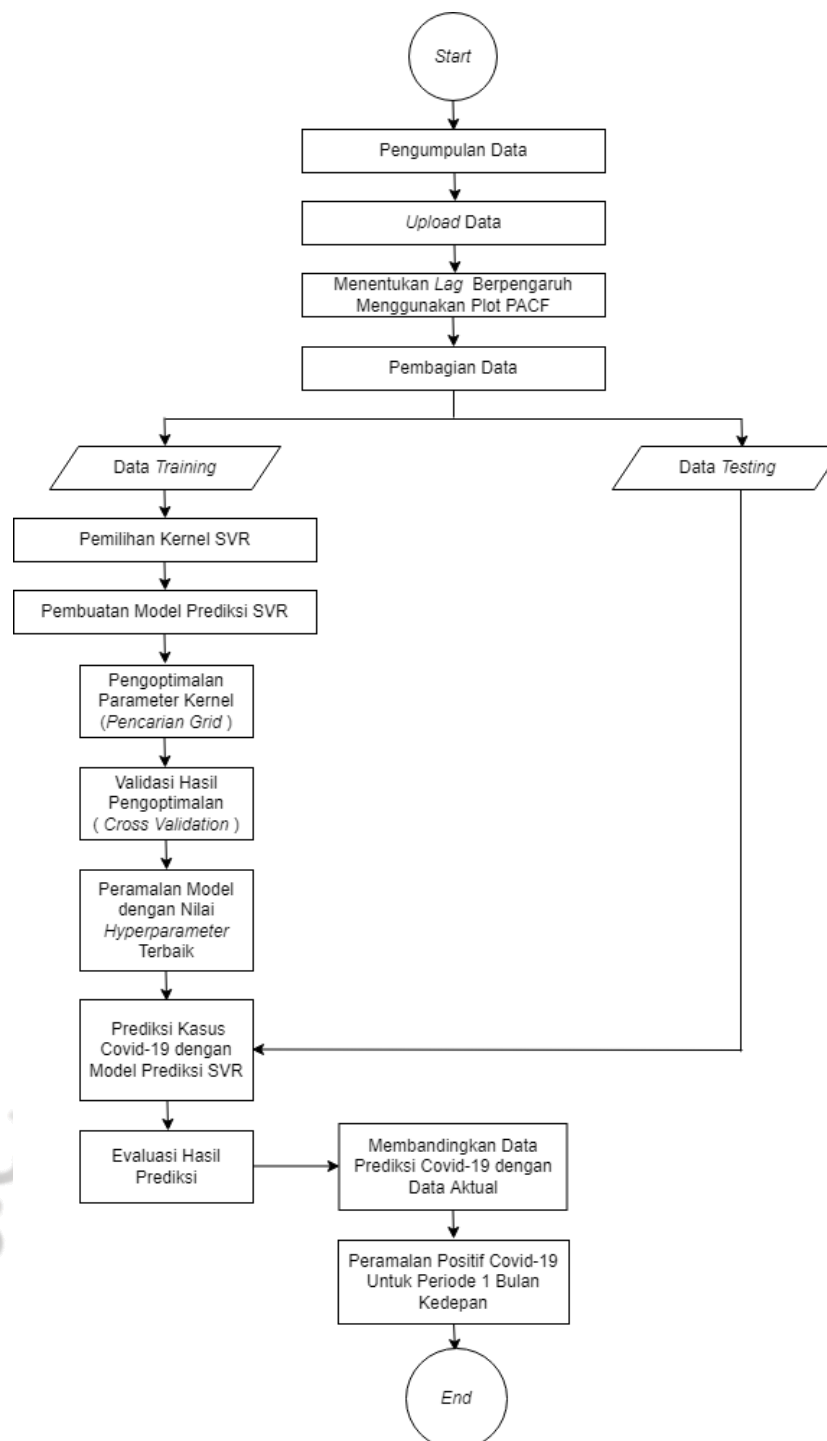 Start
Pengumpulan Data
Upload Data
Menentukan Lag Berpengaruh
Menggunakan Plot PACF
Pembagian Data
Data Training
Data Testing
Pemilihan Kernel SVR
Pembuatan Model Prediksi SVR
Pengoptimalan
Parameter Kernel
(Pencarian Grid )
Validasi Hasil
Pengoptimalan
( Cross Validation )
Peramalan Model
dengan Nilai
Hyperparameter
Terbaik
Prediksi Kasus
Covid-19 dengan
Model Prediksi SVR
Evaluasi Hasil
Prediksi
Membandingkan Data
Prediksi Covid-19 dengan
Data Aktual
Peramalan Positif Covid-19
Untuk Periode 1 Bulan
Kedepan
End